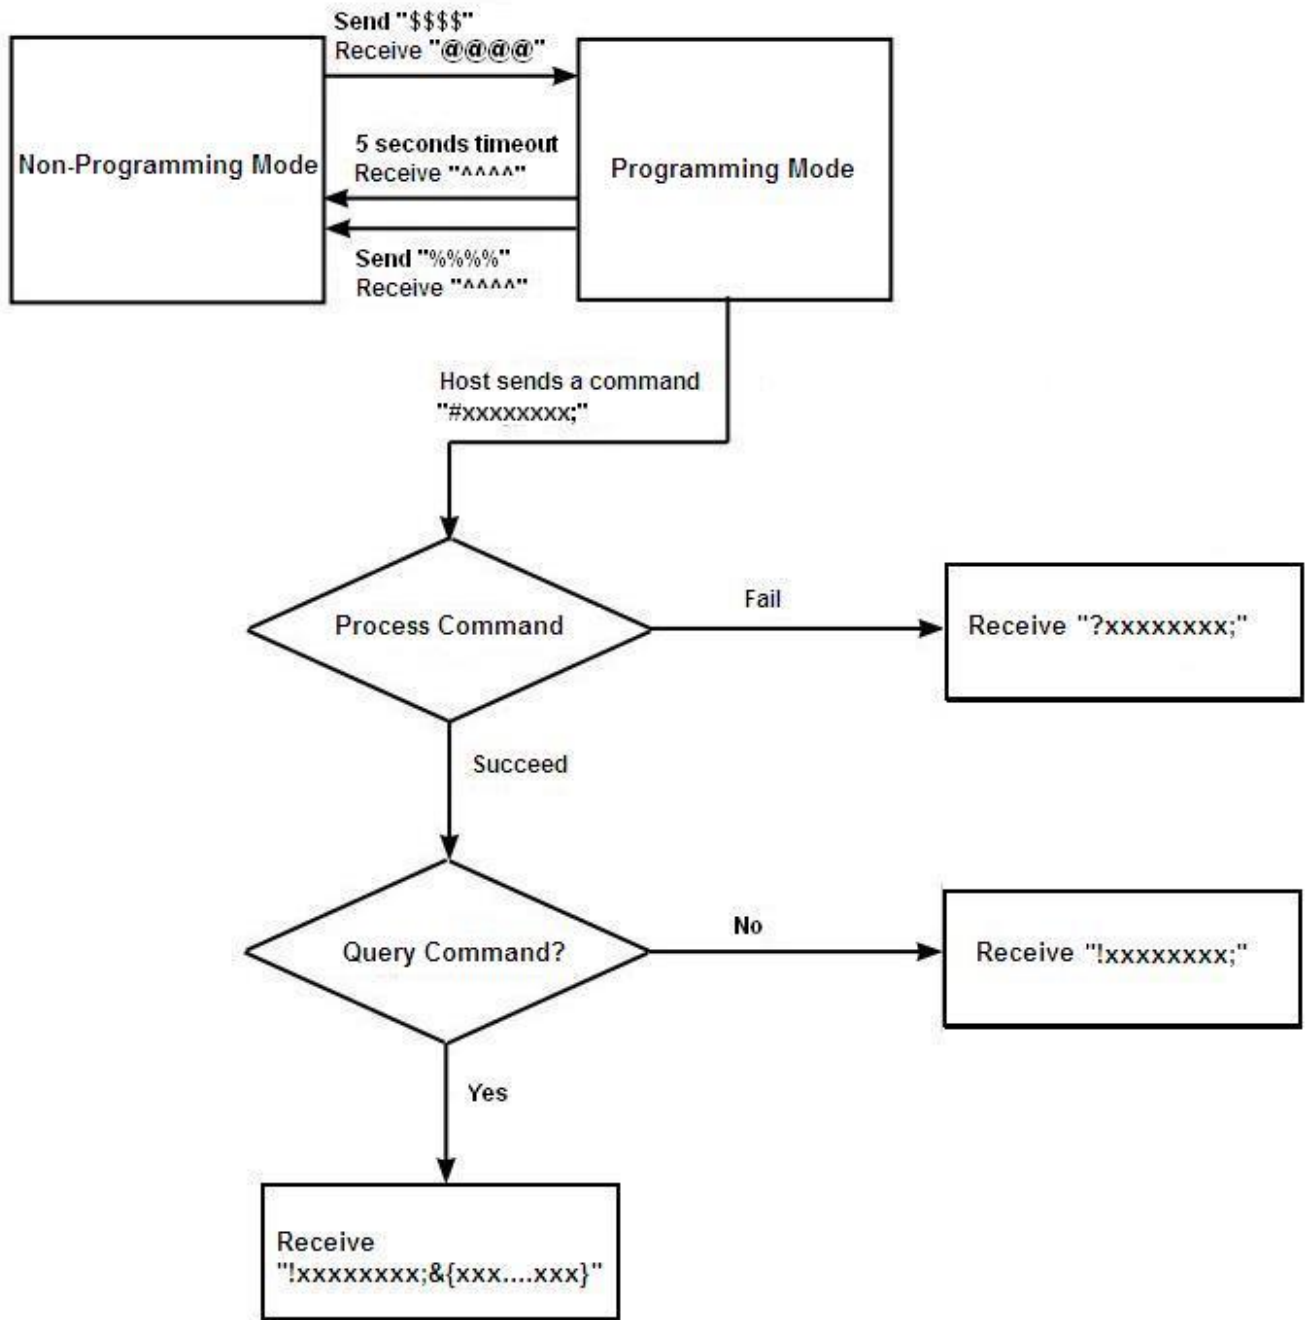 Send "$$$$"
Receive "@@@@"
Non-Programming Mode
5 seconds timeout
Receive "^^^^"
Programming Mode
Send "%%%%"
Receive "^^^^"
Host sends a command
"#xxxxxxxx;"
Process Command
Fail
Receive "?xxxxxxxx;"
Succeed
Query Command?
No
Receive "!xxxxxxxx;"
Yes
Receive
"!xxxxxxxx;&{xxx....xxx}"